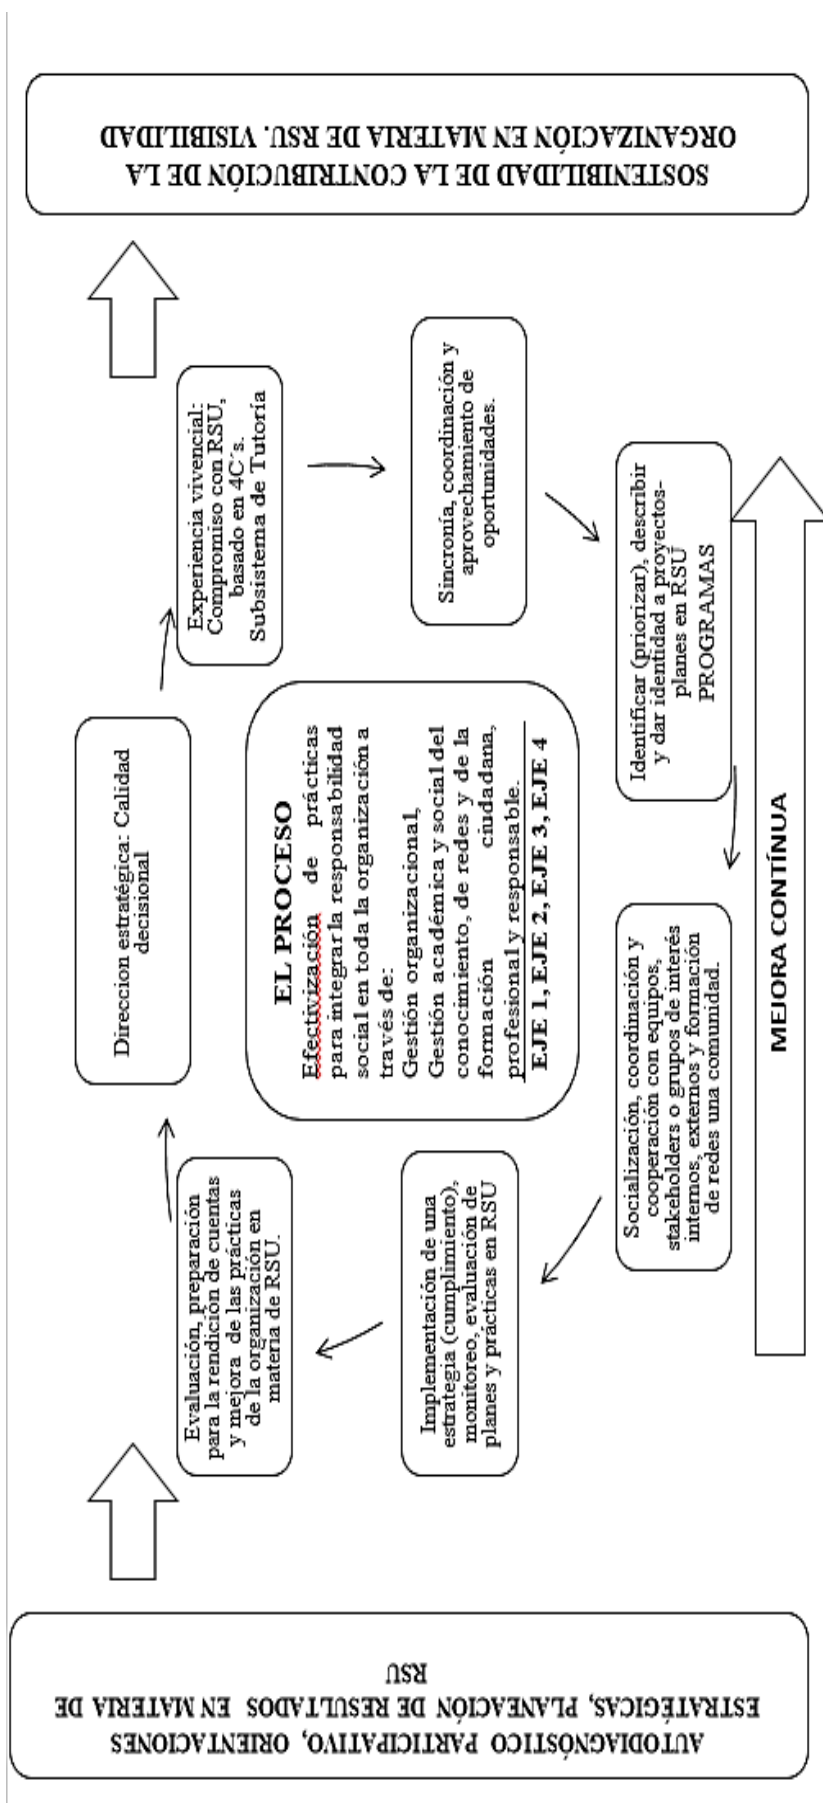 AUTODIAGNÓSTICO PARTICIPATIVO, ORIENTACIONES
ESTRATÉGICAS, PLANEACIÓN DE RESULTADOS EN MATERIA DE
RSU
Direccion estratégica: Calidad
decisional
Experiencia vivencial:
Compromiso con RSU,
basado en 4C´s.
Subsistema de Tutoría
Sincronía, coordinación y
aprovechamiento de
oportunidades.
Identificar (priorizar), describir
y dar identidad a proyectos-
planes en RSU
PROGRAMAS
Socialización, coordinación y
cooperación con equipos,
stakeholders o grupos de interés
internos, externos y formación
de redes una comunidad.
Implementación de una
estrategia (cumplimiento),
monitoreo, evaluación de
planes y prácticas en RSU
Evaluación, preparación
para la rendición de cuentas
y mejora de las prácticas
de la organización en
materia de RSU.
EL PROCESO
Efectivización de prácticas
para integrar la responsabilidad
social en toda la organización a
través de:
Gestión organizacional,
Gestión académica y social del
conocimiento, de redes y de la
formación ciudadana,
profesional y responsable.
EJE 1, EJE 2, EJE 3, EJE 4
MEJORA CONTÍNUA
SOSTENIBILIDAD DE LA CONTRIBUCIÓN DE LA
ORGANIZACIÓN EN MATERIA DE RSU. VISIBILIDAD